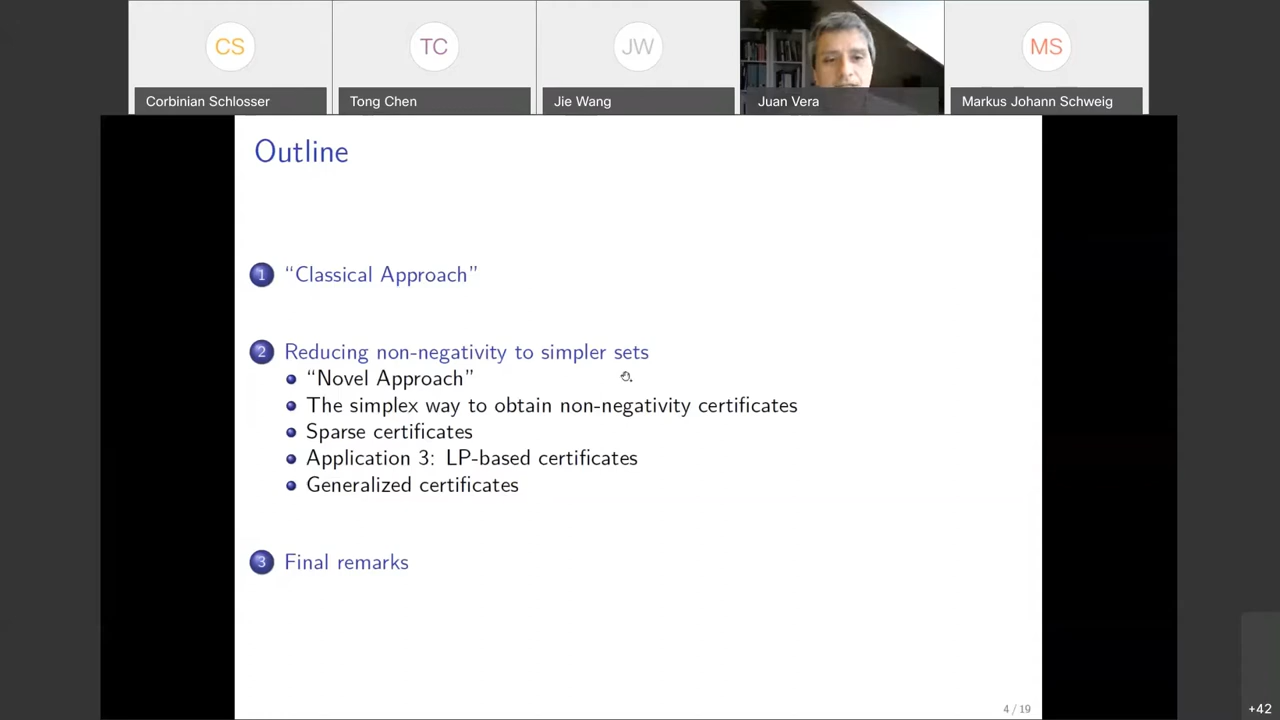 CS
TC
JW
MS
Corbinian Schlosser
Tong Chen
Jie Wang
Juan Vera
Markus Johann Schweig
Outline
1 “Classical Approach”
2 Reducing non-negativity to simpler sets
“Novel Approach”
The simplex way to obtain non-negativity certificates
Sparse certificates
Application 3: LP-based certificates
Generalized certificates
3 Final remarks
4 / 19
+42